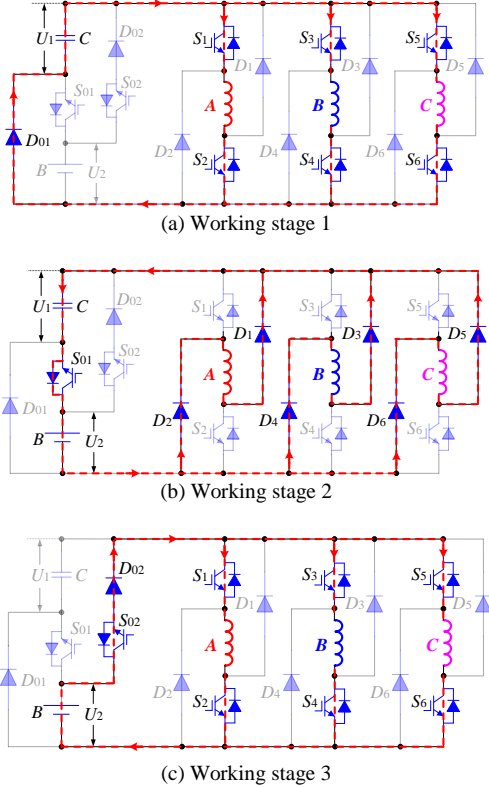 U1 C D02 S1 S3 S5
D1 D3 D5
S01 S02
A B C
D01 D2 D4 D6
S2 S4 S6
B U2
(a) Working stage 1
U1 C D02 S1 S3 S5
D1 D3 D5
S01 S02
A B C
D01 D2 D4 D6
S2 S4 S6
B U2
(b) Working stage 2
U1 C D02 S1 S3 S5
D1 D3 D5
S01 S02
A B C
D01 D2 D4 D6
S2 S4 S6
B U2
(c) Working stage 3